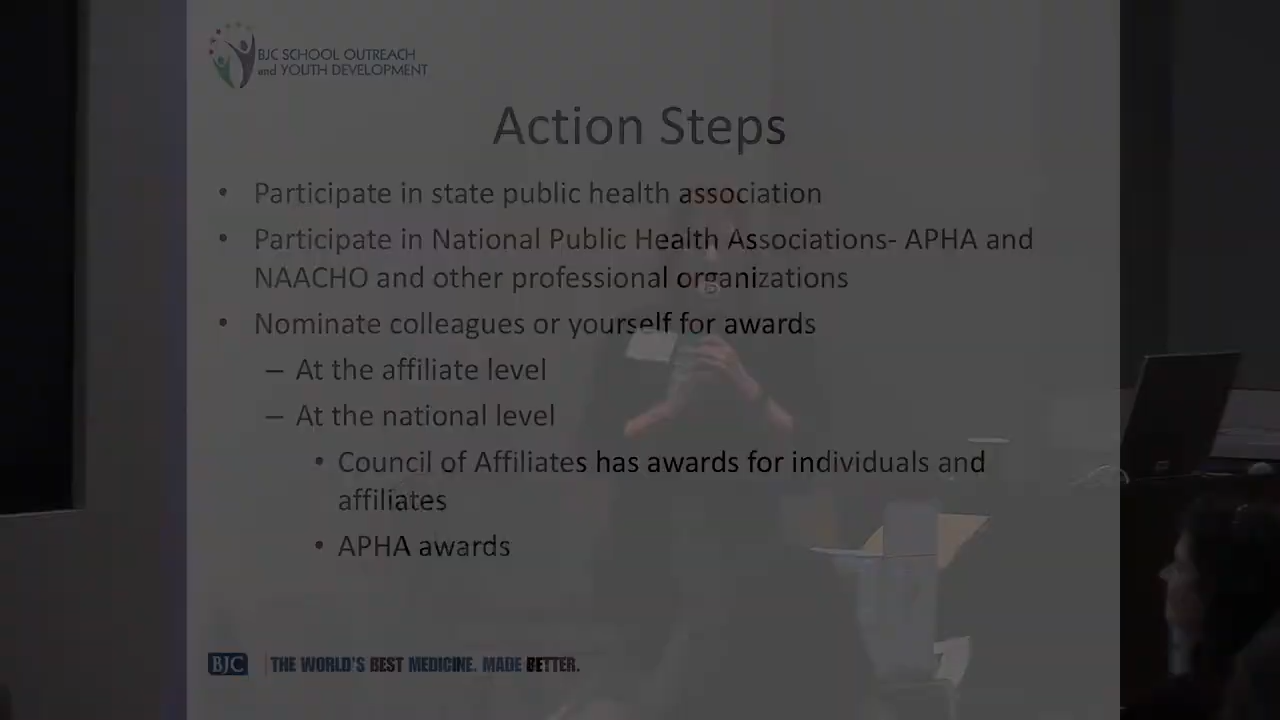 BJC SCHOOL OUTREACH
and YOUTH DEVELOPMENT
Action Steps
• Participate in state public health association
• Participate in National Public Health Associations- APHA and
NAACHO and other professional organizations
• Nominate colleagues or yourself for awards
– At the affiliate level
– At the national level
• Council of Affiliates has awards for individuals and
affiliates
• APHA awards
BJC THE WORLD'S BEST MEDICINE. MADE BETTER.